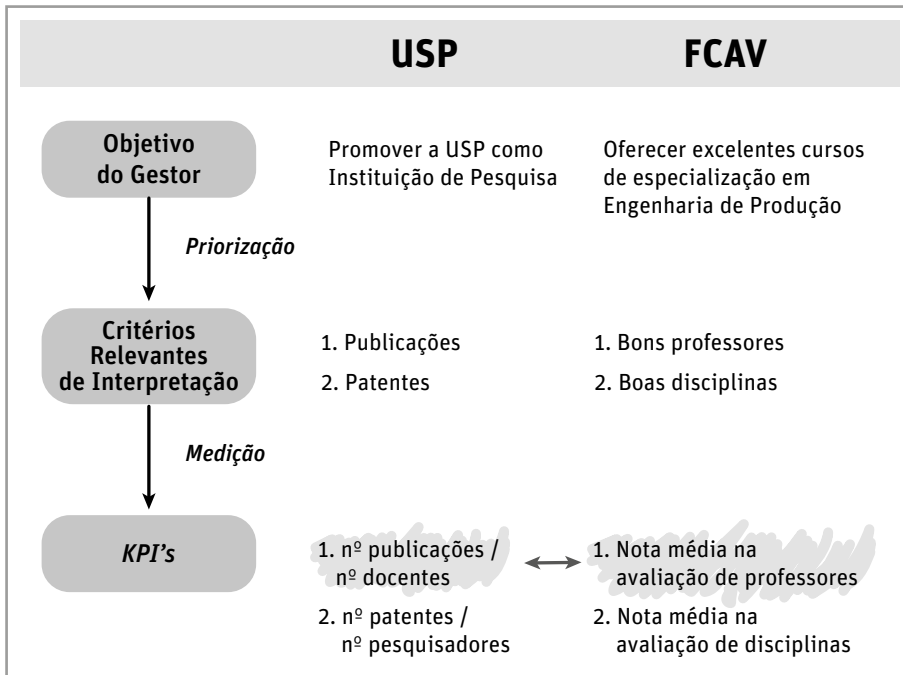 USP
FCAV
Objetivo
do Gestor
Promover a USP como
Instituição de Pesquisa
Oferecer excelentes cursos
de especialização em
Engenharia de Produção
Priorização
Critérios
Relevantes
de Interpretação
1. Publicações
2. Patentes
1. Bons professores
2. Boas disciplinas
Medição
KPI's
1. nº publicações /
nº docentes
2. nº patentes /
nº pesquisadores
1. Nota média na
avaliação de professores
2. Nota média na
avaliação de disciplinas